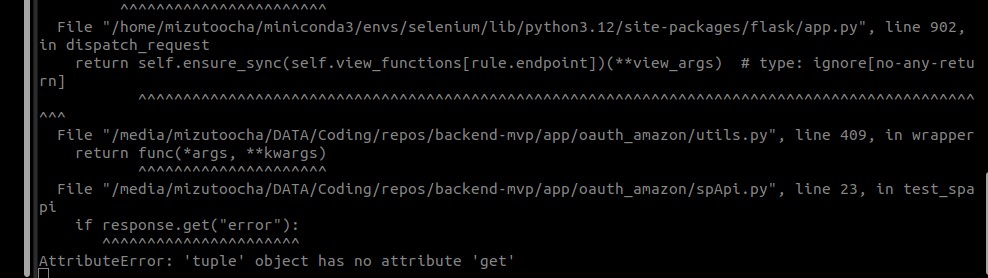 ^^^^^^^^^^^^^^^^^^^^^^^
  File "/home/mizutoocha/miniconda3/envs/selenium/lib/python3.12/site-packages/flask/app.py", line 902,
in dispatch_request
    return self.ensure_sync(self.view_functions[rule.endpoint])(**view_args)  # type: ignore[no-any-retu
rn]
           ^^^^^^^^^^^^^^^^^^^^^^^^^^^^^^^^^^^^^^^^^^^^^^^^^^^^^^^^^^^^^^^^^^^^^^^^^^^^^^^^^^^^^^^^^^^^^
^^^
  File "/media/mizutoocha/DATA/Coding/repos/backend-mvp/app/oauth_amazon/utils.py", line 409, in wrapper
    return func(*args, **kwargs)
           ^^^^^^^^^^^^^^^^^^^^^
  File "/media/mizutoocha/DATA/Coding/repos/backend-mvp/app/oauth_amazon/spApi.py", line 23, in test_spa
pi
    if response.get("error"):
       ^^^^^^^^^^^^^^^^^^^^^^
AttributeError: 'tuple' object has no attribute 'get'